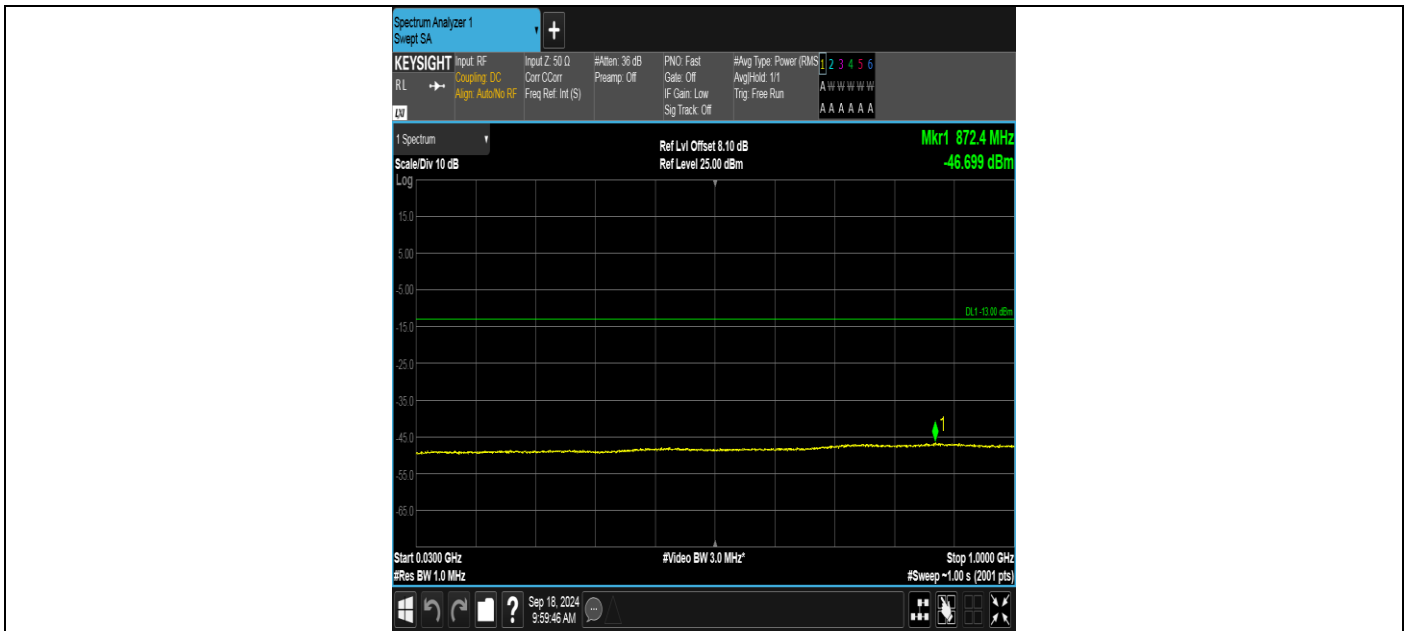 Spectrum Analyzer 1
Swept SA
+
KEYSIGHT
RL
LXI
Input: RF
Coupling: DC
Align: Auto/No RF
Input Z: 50 Ω
Corr CCorr
Freq Ref: Int (S)
#Atten: 36 dB
Preamp: Off
PNO: Fast
Gate: Off
IF Gain: Low
Sig Track: Off
#Avg Type: Power (RMS
Avg|Hold: 1/1
Trig: Free Run
1 2 3 4 5 6
A W W W W W
A A A A A A
1 Spectrum
Scale/Div 10 dB
Ref Lvl Offset 8.10 dB
Ref Level 25.00 dBm
Mkr1 872.4 MHz
-46.699 dBm
Log
15.0
5.00
-5.00
DL1 -13.00 dBm
-15.0
-25.0
-35.0
1
-45.0
-55.0
-65.0
Start 0.0300 GHz
#Video BW 3.0 MHz*
Stop 1.0000 GHz
#Res BW 1.0 MHz
#Sweep ~1.00 s (2001 pts)
?
Sep 18, 2024
9:59:46 AM